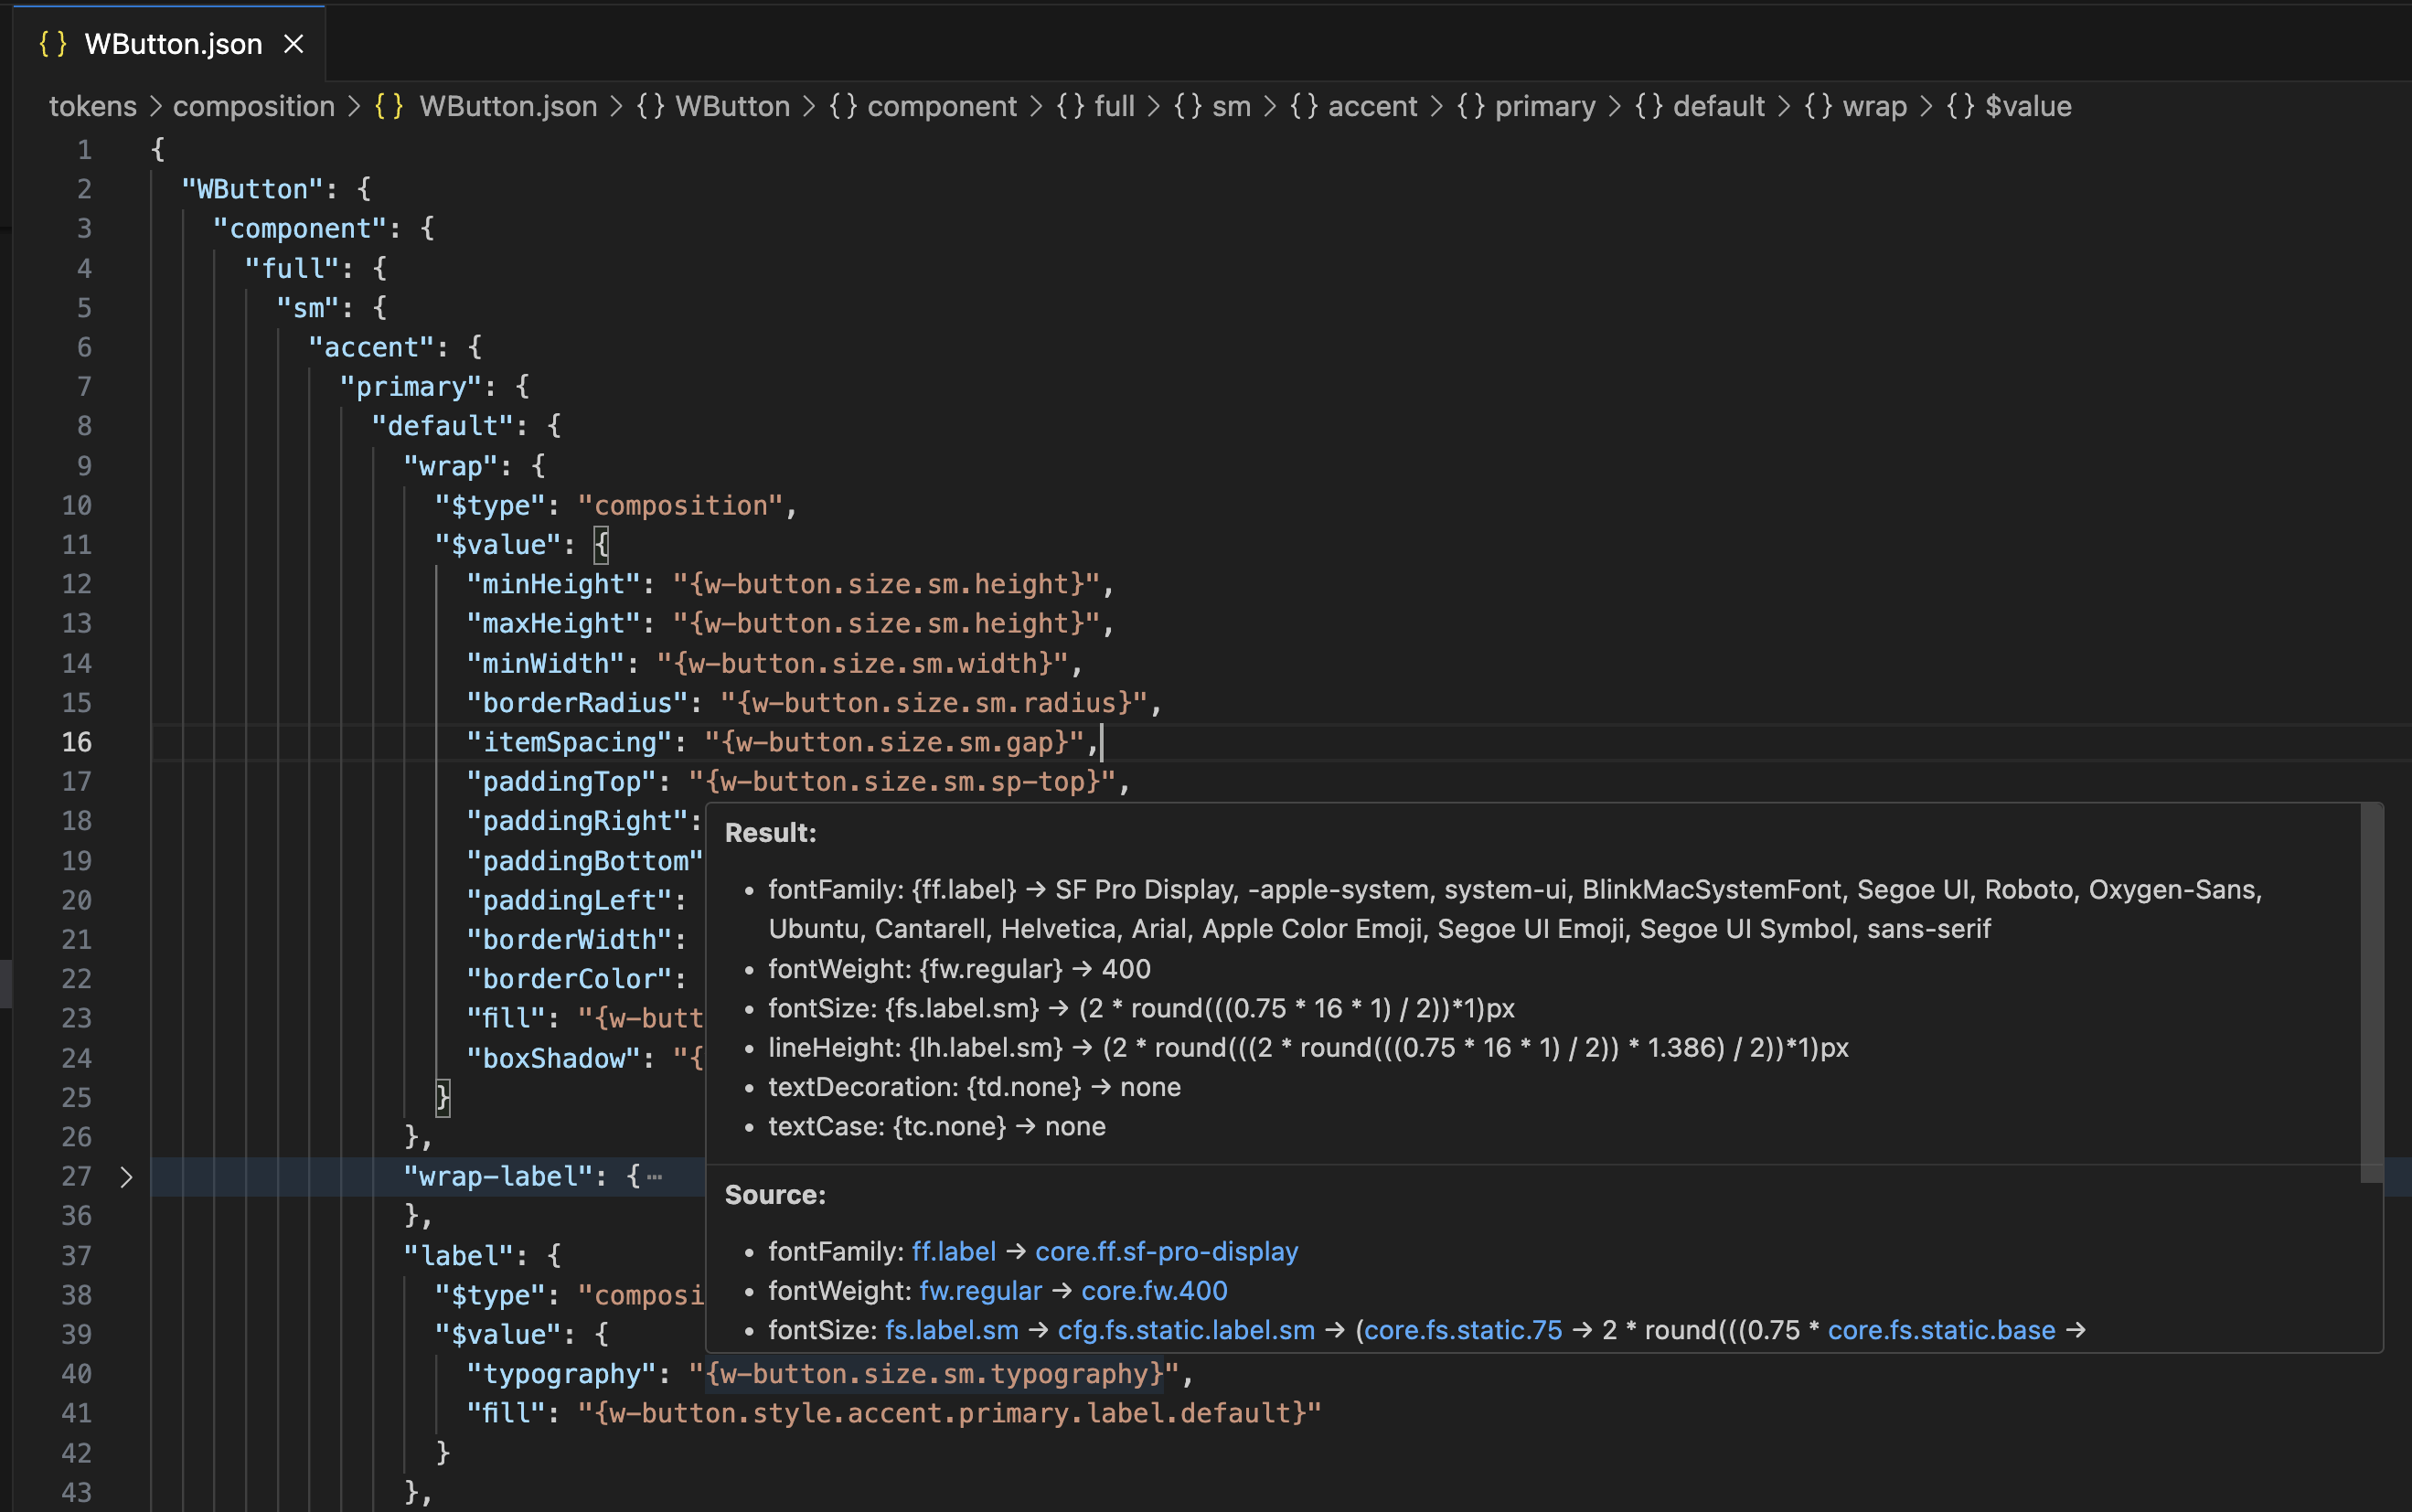 { } WButton.json ×
tokens > composition > { } WButton.json > { } WButton > { } component > { } full > { } sm > { } accent > { } primary > { } default > { } wrap > { } $value
1 {
2 "WButton": {
3 "component": {
4 "full": {
5 "sm": {
6 "accent": {
7 "primary": {
8 "default": {
9 "wrap": {
10 "$type": "composition",
11 "$value": {
12 "minHeight": "{w-button.size.sm.height}",
13 "maxHeight": "{w-button.size.sm.height}",
14 "minWidth": "{w-button.size.sm.width}",
15 "borderRadius": "{w-button.size.sm.radius}",
16 "itemSpacing": "{w-button.size.sm.gap}",
17 "paddingTop": "{w-button.size.sm.sp-top}",
18 "paddingRight":
19 "paddingBottom"
20 "paddingLeft":
21 "borderWidth":
22 "borderColor":
23 "fill": "{w-butt
24 "boxShadow": "{
25 }
26 },
27 > "wrap-label": { ⋯
36 },
37 "label": {
38 "$type": "composi
39 "$value": {
40 "typography": "{w-button.size.sm.typography}",
41 "fill": "{w-button.style.accent.primary.label.default}"
42 }
43 },
Result:
• fontFamily: {ff.label} → SF Pro Display, -apple-system, system-ui, BlinkMacSystemFont, Segoe UI, Roboto, Oxygen-Sans,
Ubuntu, Cantarell, Helvetica, Arial, Apple Color Emoji, Segoe UI Emoji, Segoe UI Symbol, sans-serif
• fontWeight: {fw.regular} → 400
• fontSize: {fs.label.sm} → (2 * round(((0.75 * 16 * 1) / 2))*1)px
• lineHeight: {lh.label.sm} → (2 * round(((2 * round(((0.75 * 16 * 1) / 2)) * 1.386) / 2))*1)px
• textDecoration: {td.none} → none
• textCase: {tc.none} → none
Source:
• fontFamily: ff.label → core.ff.sf-pro-display
• fontWeight: fw.regular → core.fw.400
• fontSize: fs.label.sm → cfg.fs.static.label.sm → (core.fs.static.75 → 2 * round(((0.75 * core.fs.static.base →